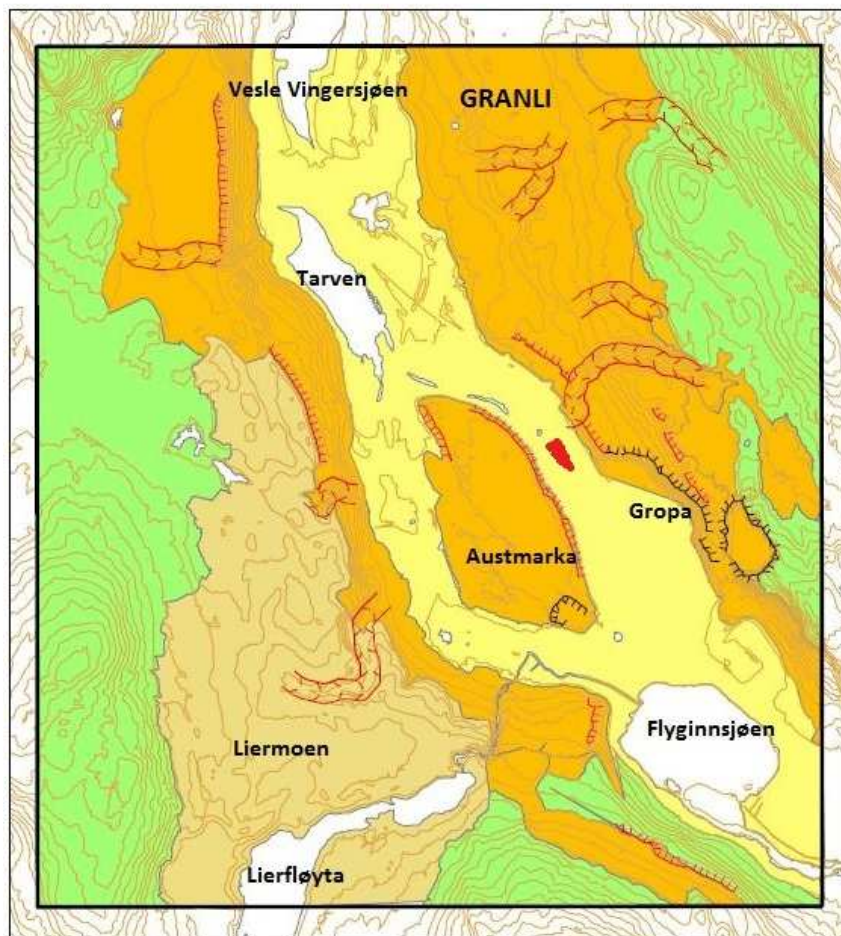 Vesle Vingersjøen
GRANLI
Tarven
Gropa
Austmarka
Flyginnsjøen
Liermoen
Lierfløyta